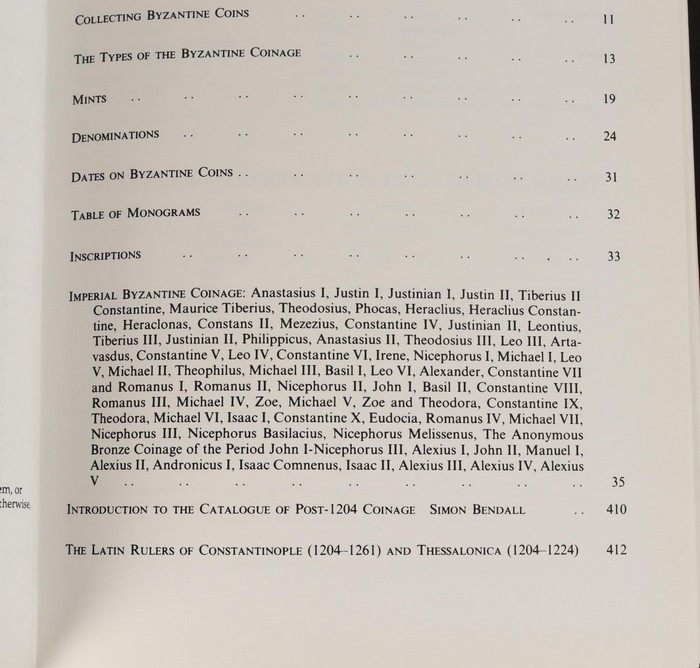 COLLECTING BYZANTINE COINS .. .. .. .. .. .. 11
THE TYPES OF THE BYZANTINE COINAGE .. .. .. .. .. 13
MINTS .. .. .. .. .. .. .. .. .. 19
DENOMINATIONS .. .. .. .. .. .. .. .. 24
DATES ON BYZANTINE COINS .. .. .. .. .. .. .. 31
TABLE OF MONOGRAMS .. .. .. .. .. .. .. 32
INSCRIPTIONS .. .. .. .. .. .. .. . .. 33
IMPERIAL BYZANTINE COINAGE: Anastasius I, Justin I, Justinian I, Justin II, Tiberius II
Constantine, Maurice Tiberius, Theodosius, Phocas, Heraclius, Heraclius Constan-
tine, Heraclonas, Constans II, Mezezius, Constantine IV, Justinian II, Leontius,
Tiberius III, Justinian II, Philippicus, Anastasius II, Theodosius III, Leo III, Arta-
vasdus, Constantine V, Leo IV, Constantine VI, Irene, Nicephorus I, Michael I, Leo
V, Michael II, Theophilus, Michael III, Basil I, Leo VI, Alexander, Constantine VII
and Romanus I, Romanus II, Nicephorus II, John I, Basil II, Constantine VIII,
Romanus III, Michael IV, Zoe, Michael V, Zoe and Theodora, Constantine IX,
Theodora, Michael VI, Isaac I, Constantine X, Eudocia, Romanus IV, Michael VII,
Nicephorus III, Nicephorus Basilacius, Nicephorus Melissenus, The Anonymous
Bronze Coinage of the Period John I-Nicephorus III, Alexius I, John II, Manuel I,
Alexius II, Andronicus I, Isaac Comnenus, Isaac II, Alexius III, Alexius IV, Alexius
V .. .. .. .. .. .. .. .. .. 35
INTRODUCTION TO THE CATALOGUE OF POST-1204 COINAGE SIMON BENDALL .. 410
THE LATIN RULERS OF CONSTANTINOPLE (1204–1261) AND THESSALONICA (1204–1224) 412
em, or
therwise,